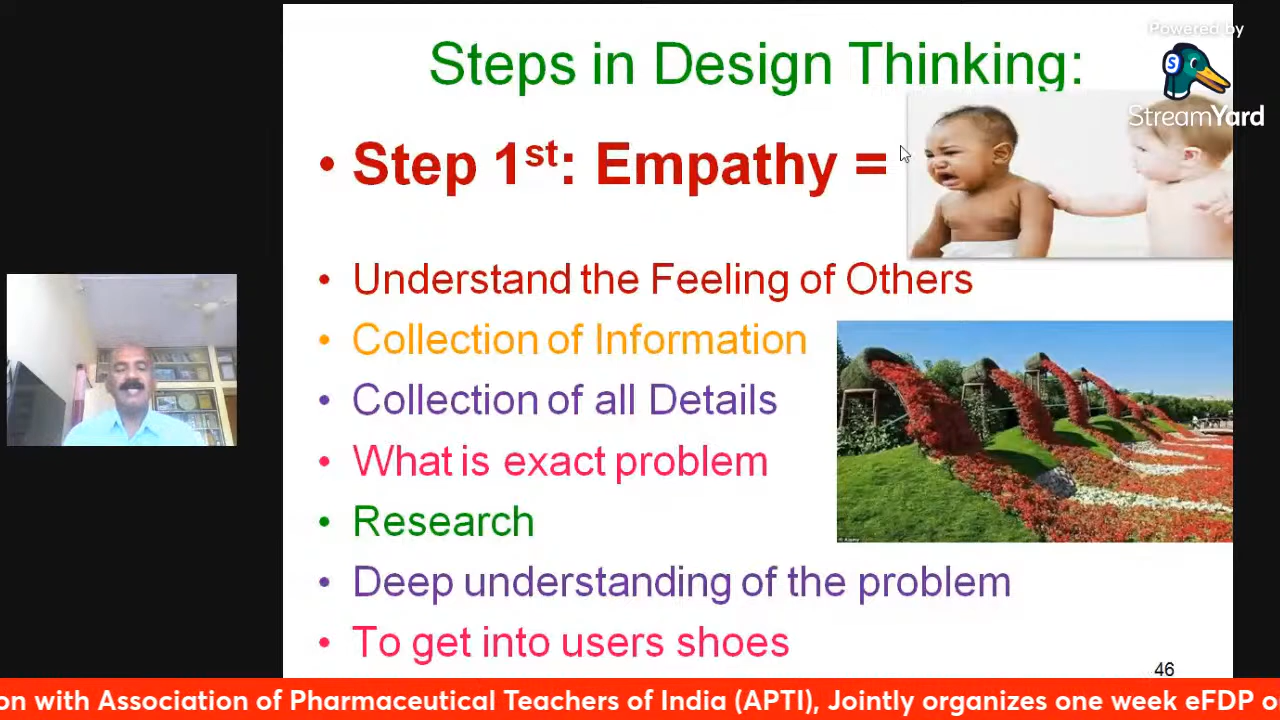 Powered by
StreamYard
Steps in Design Thinking:
• Step 1st: Empathy =
• Understand the Feeling of Others
• Collection of Information
• Collection of all Details
• What is exact problem
• Research
• Deep understanding of the problem
• To get into users shoes
46
on with Association of Pharmaceutical Teachers of India (APTI), Jointly organizes one week eFDP o